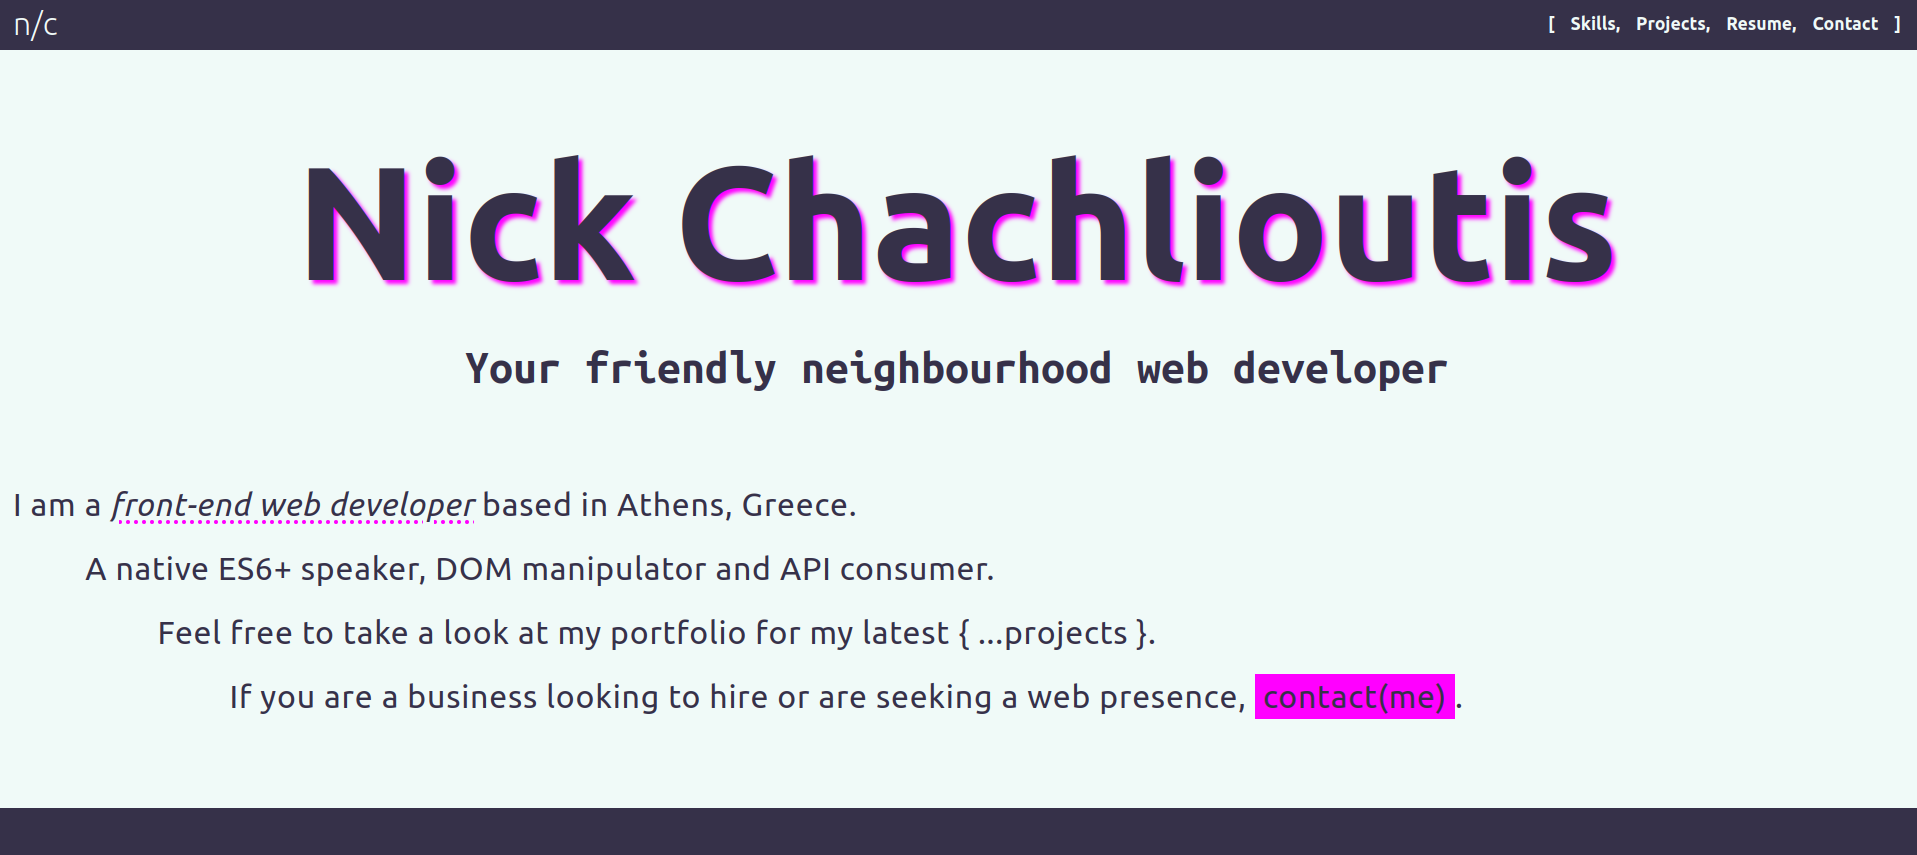 n/c
[ Skills, Projects, Resume, Contact ]
Nick Chachlioutis
Your friendly neighbourhood web developer
I am a front-end web developer based in Athens, Greece.
A native ES6+ speaker, DOM manipulator and API consumer.
Feel free to take a look at my portfolio for my latest { ...projects }.
If you are a business looking to hire or are seeking a web presence, contact(me) .